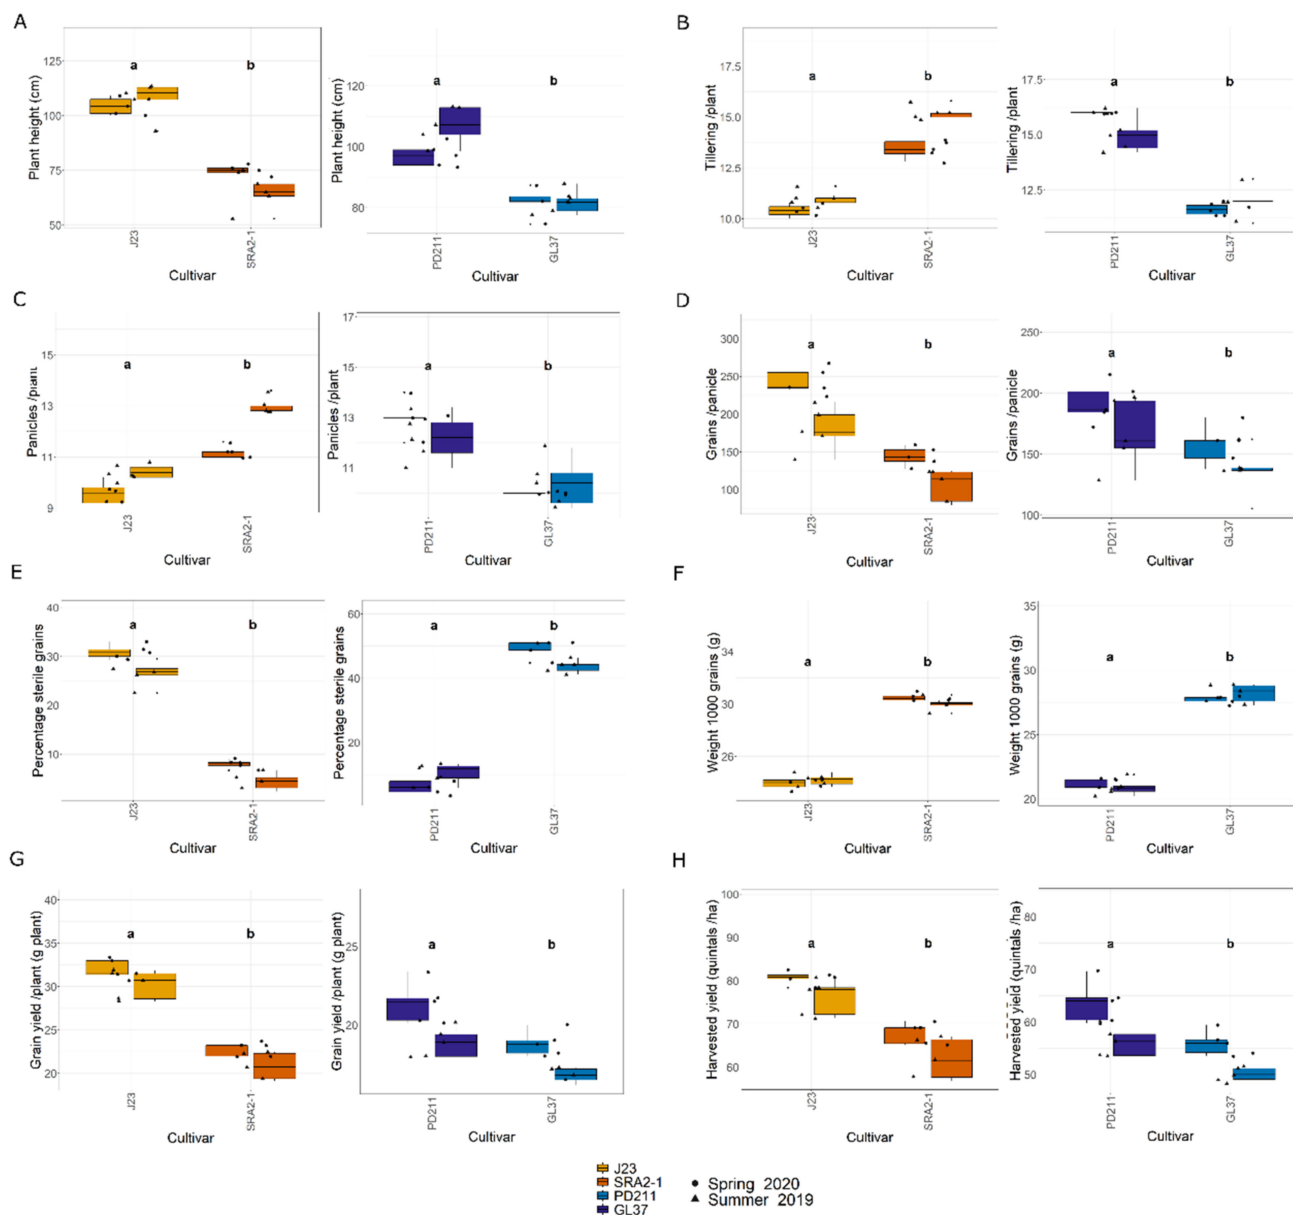 A
Plant height (cm)
125
100
75
50
a
b
J23
SRA2-1
Cultivar
Plant height (cm)
120
100
80
a
b
PD211
GL37
Cultivar
B
Tillering /plant
17.5
15.0
12.5
10.0
a
b
J23
SRA2-1
Cultivar
Tillering /plant
17.5
15.0
12.5
a
b
PD211
GL37
Cultivar
C
Panicles /plant
15
13
11
9
a
b
J23
SRA2-1
Cultivar
Panicles /plant
17
15
13
11
a
b
PD211
GL37
Cultivar
D
Grains /panicle
300
250
200
150
100
a
b
J23
SRA2-1
Cultivar
Grains /panicle
250
200
150
100
a
b
PD211
GL37
Cultivar
E
Percentage sterile grains
40
30
20
10
a
b
J23
SRA2-1
Cultivar
Percentage sterile grains
60
40
20
a
b
PD211
GL37
Cultivar
F
Weight 1000 grains (g)
34
30
26
a
b
J23
SRA2-1
Cultivar
Weight 1000 grains (g)
35
30
25
20
a
b
PD211
GL37
Cultivar
G
Grain yield /plant (g plant)
40
35
30
25
20
a
b
J23
SRA2-1
Cultivar
Grain yield /plant (g plant)
25
20
a
b
PD211
GL37
Cultivar
H
Harvested yield (quintals /ha)
100
90
80
70
60
a
b
J23
SRA2-1
Cultivar
Harvested yield (quintals /ha)
80
70
60
50
a
b
PD211
GL37
Cultivar
J23
SRA2-1
PD211
GL37
Spring 2020
Summer 2019